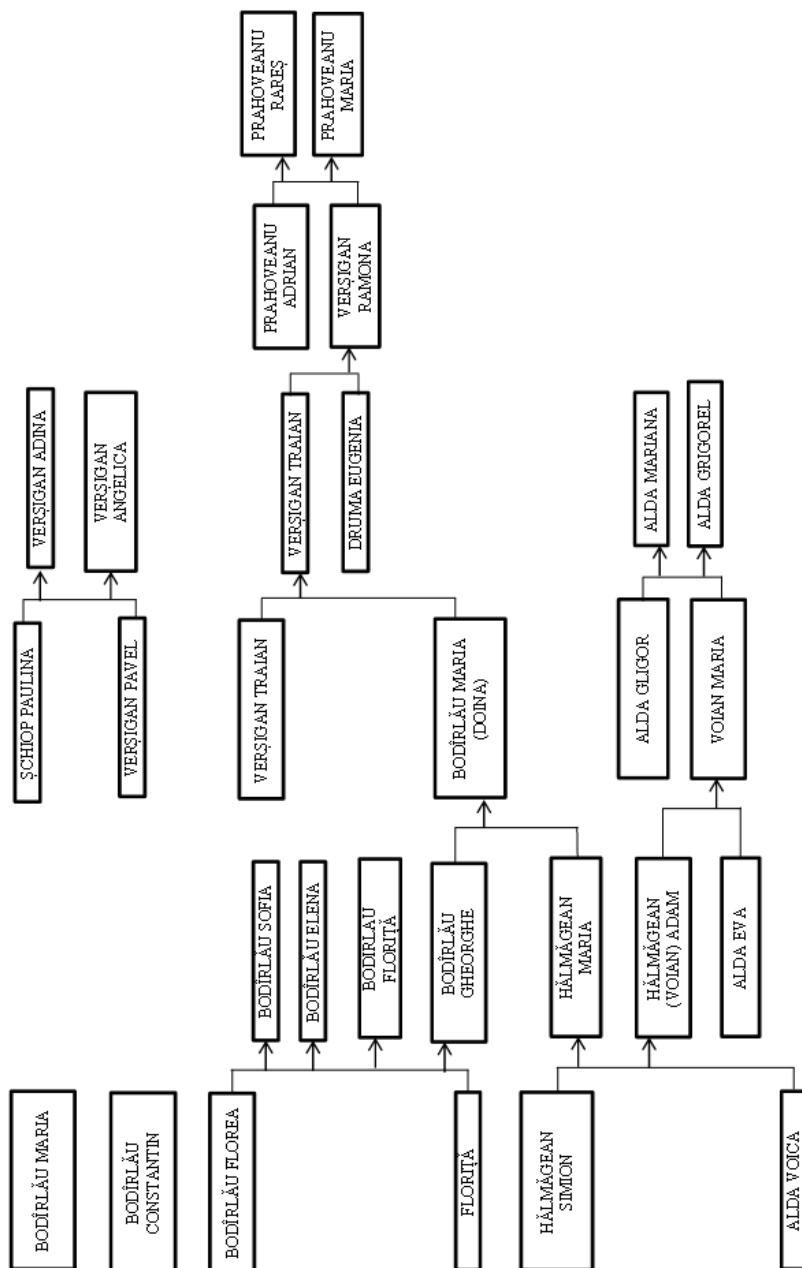 BODÎRLĂU MARIA
BODÎRLĂU
CONSTANTIN
BODÎRLĂU FLOREA
FLORIȚĂ
HĂLMĂGEAN
SIMION
ALDA VOICA
BODÎRLĂU SOFIA
BODÎRLĂU ELENA
BODIRLAU
FLORIȚĂ
BODÎRLĂU
GHEORGHE
HĂLMĂGEAN
MARIA
HĂLMĂGEAN
(VOIAN) ADAM
ALDA EVA
ȘCHIOP PAULINA
VERȘIGAN PAVEL
VERȘIGAN TRAIAN
BODÎRLĂU MARIA
(DOINA)
ALDA GLIGOR
VOIAN MARIA
VERȘIGAN ADINA
VERȘIGAN
ANGELICA
VERȘIGAN TRAIAN
DRUMA EUGENIA
ALDA MARIANA
ALDA GRIGOREL
PRAHOVEANU
ADRIAN
VERȘIGAN
RAMONA
PRAHOVEANU
RAREȘ
PRAHOVEANU
MARIA